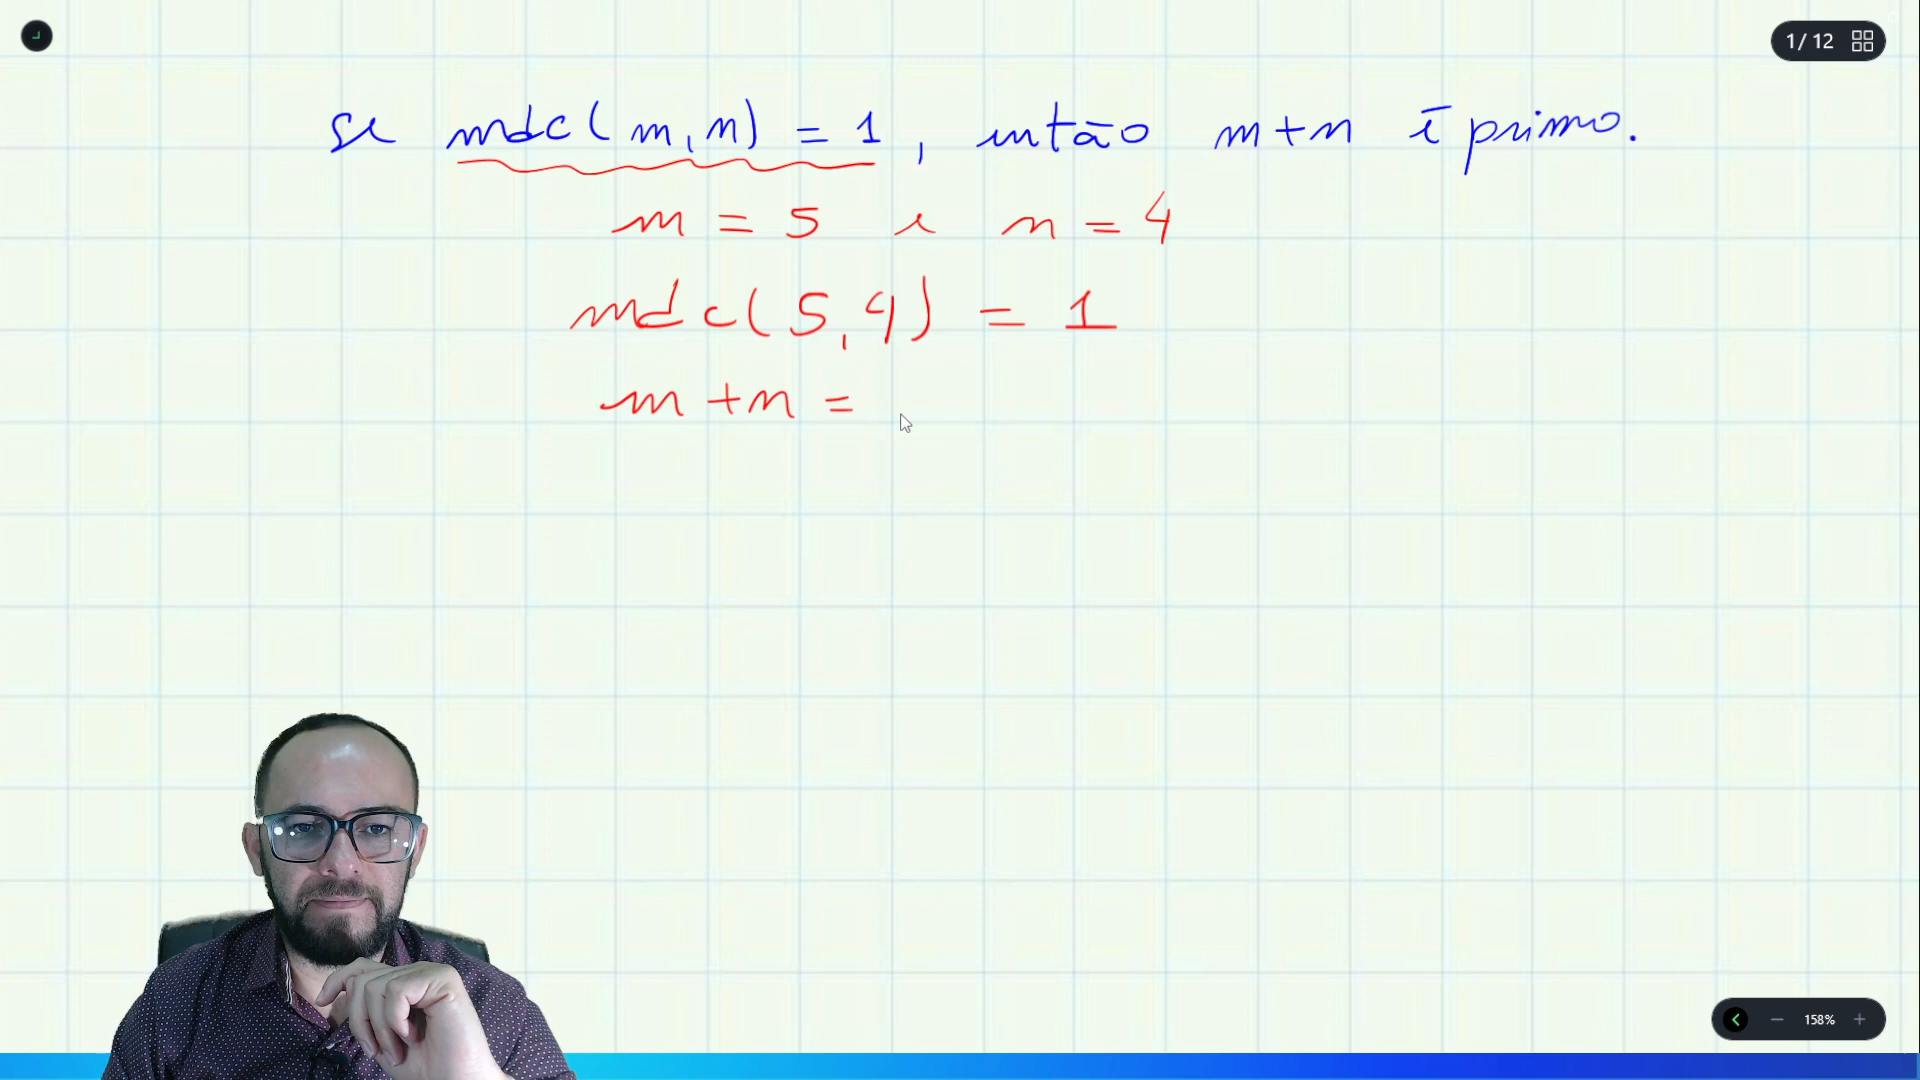 1/12
se mdc(m,n) = 1, então m+n é primo.
m = 5 e n = 4
mdc(5,4) = 1
m+n =
158%